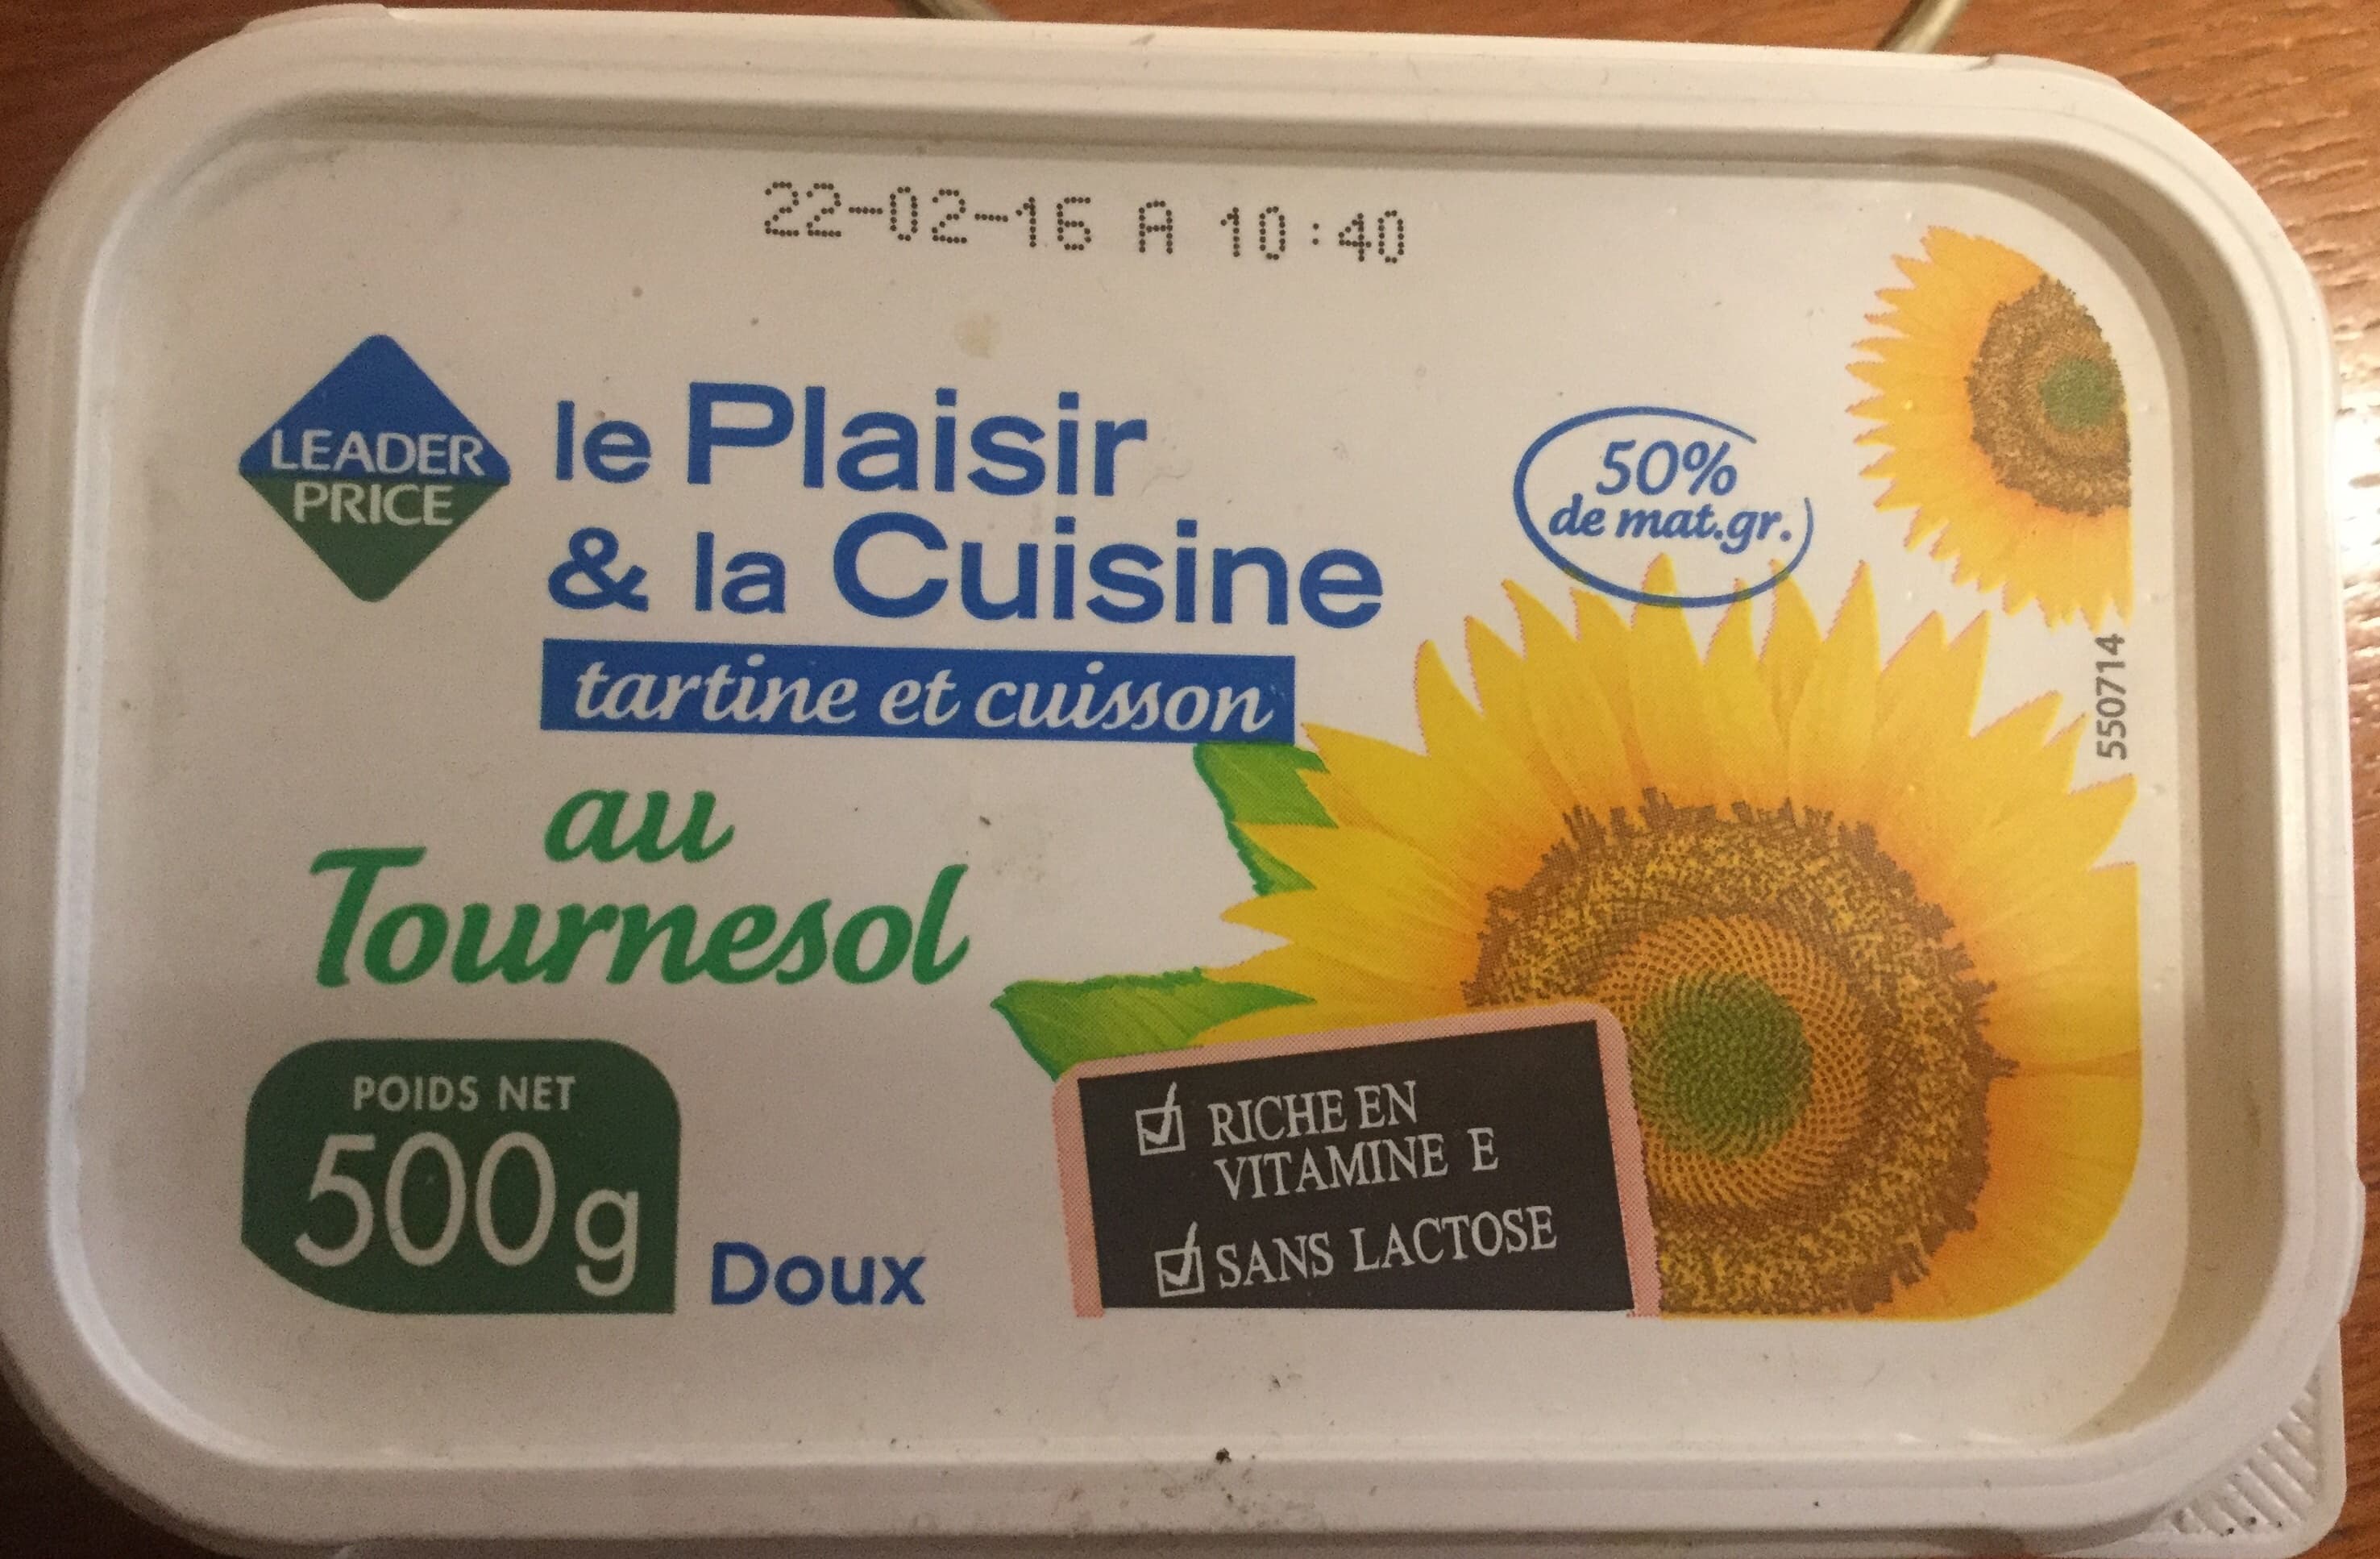 22-02-16 A 10:40
LEADER
PRICE
le Plaisir
& la Cuisine
tartine et cuisson
50%
de mat.gr.
au
Tournesol
550714
POIDS NET
500g
Doux
RICHE EN
VITAMINE E
SANS LACTOSE